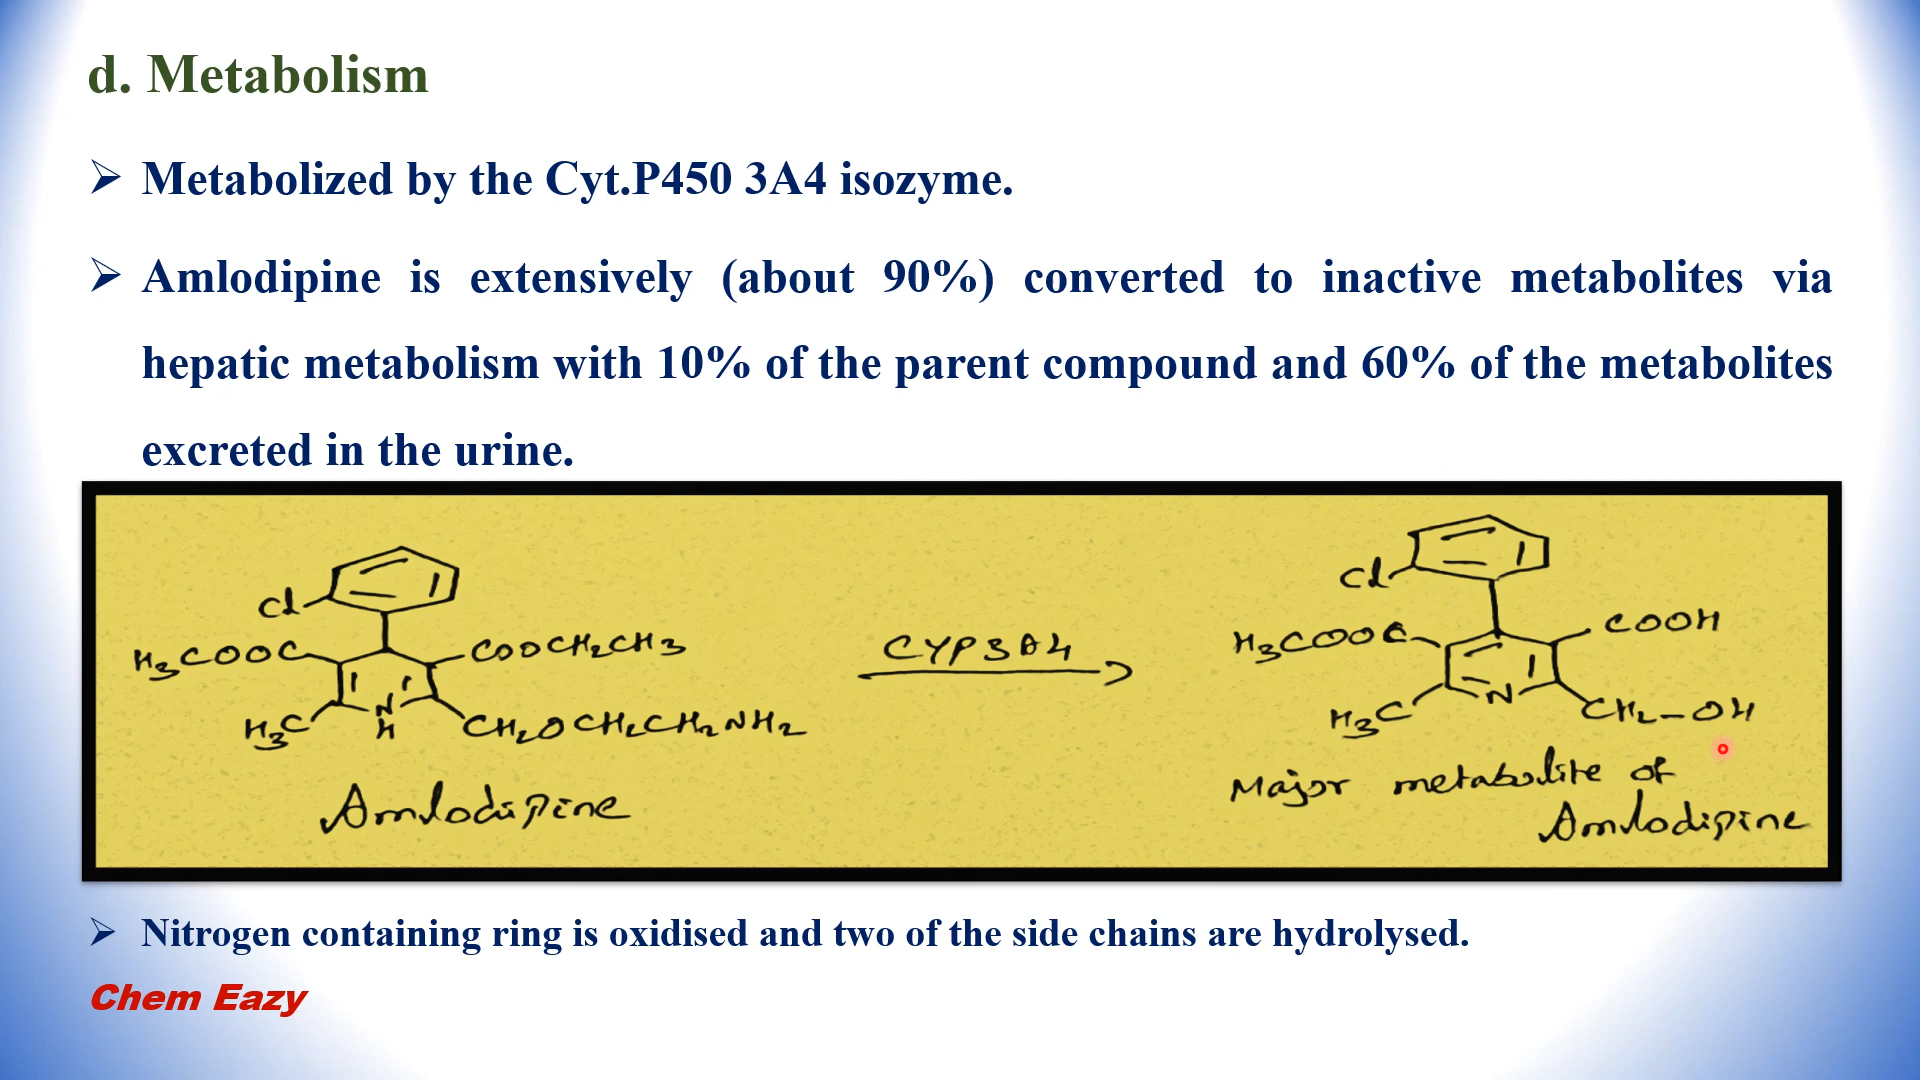 d. Metabolism
➢ Metabolized by the Cyt.P450 3A4 isozyme.
➢ Amlodipine is extensively (about 90%) converted to inactive metabolites via
hepatic metabolism with 10% of the parent compound and 60% of the metabolites
excreted in the urine.
Cl
H3COOC
COOCH2CH3
H3C
N
H
CH2OCH2CH2NH2
Amlodipine
CYP3A4
Cl
H3COOC
COOH
H3C
N
CH2-OH
Major metabolite of
Amlodipine
➢ Nitrogen containing ring is oxidised and two of the side chains are hydrolysed.
Chem Eazy